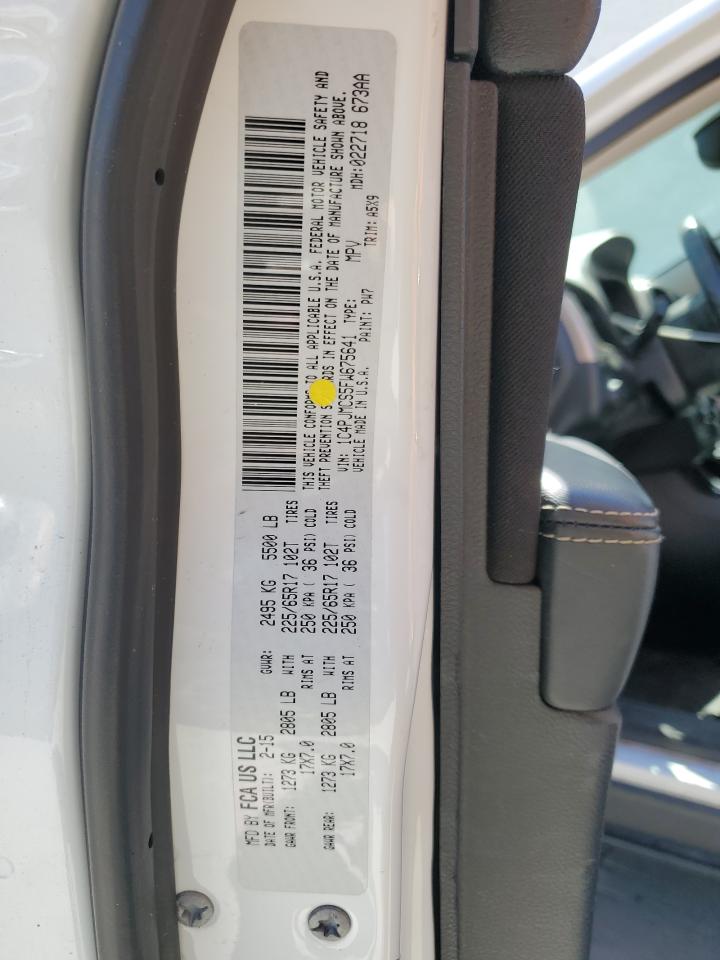 MFD BY FCA US LLC
DATE OF MFR(BUILT): 2-15 GVWR: 2495 KG 5500 LB
GAWR FRONT: 1273 KG 2805 LB WITH 225/65R17 102T TIRES
17X7.0 RIMS AT 250 KPA ( 36 PSI) COLD
GAWR REAR: 1273 KG 2805 LB WITH 225/65R17 102T TIRES
17X7.0 RIMS AT 250 KPA ( 36 PSI) COLD
THIS VEHICLE TO ALL APPLICABLE U.S.A. FEDERAL MOTOR VEHICLE SAFETY AND
THEFT PREVENTION IN EFFECT ON THE DATE OF MANUFACTURE SHOWN ABOVE.
VIN: 1C4PJMCS5FW675641 TYPE: MPV MDH:022718 673AA
VEHICLE MADE IN U.S.A. PAINT: PW7 TRIM: A5X9